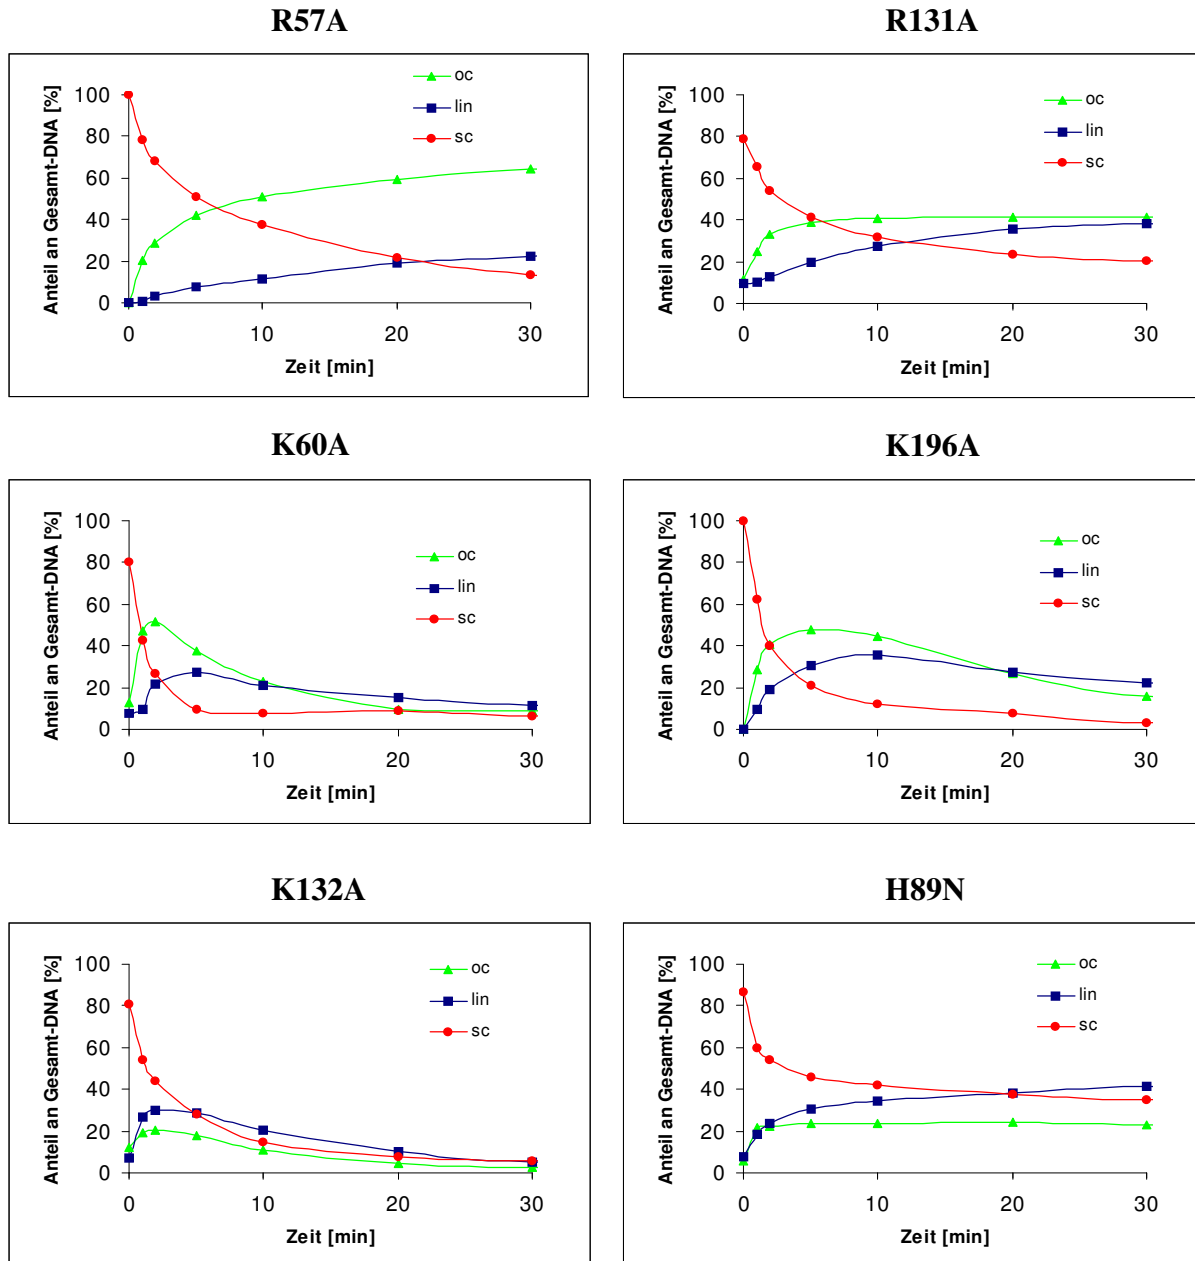 R57A
Anteil an Gesamt-DNA [%]
100
80
60
40
20
0
oc
lin
sc
0 10 20 30
Zeit [min]
R131A
Anteil an Gesamt-DNA [%]
100
80
60
40
20
0
oc
lin
sc
0 10 20 30
Zeit [min]
K60A
Anteil an Gesamt-DNA [%]
100
80
60
40
20
0
oc
lin
sc
0 10 20 30
Zeit [min]
K196A
Anteil an Gesamt-DNA [%]
100
80
60
40
20
0
oc
lin
sc
0 10 20 30
Zeit [min]
K132A
Anteil an Gesamt-DNA [%]
100
80
60
40
20
0
oc
lin
sc
0 10 20 30
Zeit [min]
H89N
Anteil an Gesamt-DNA [%]
100
80
60
40
20
0
oc
lin
sc
0 10 20 30
Zeit [min]